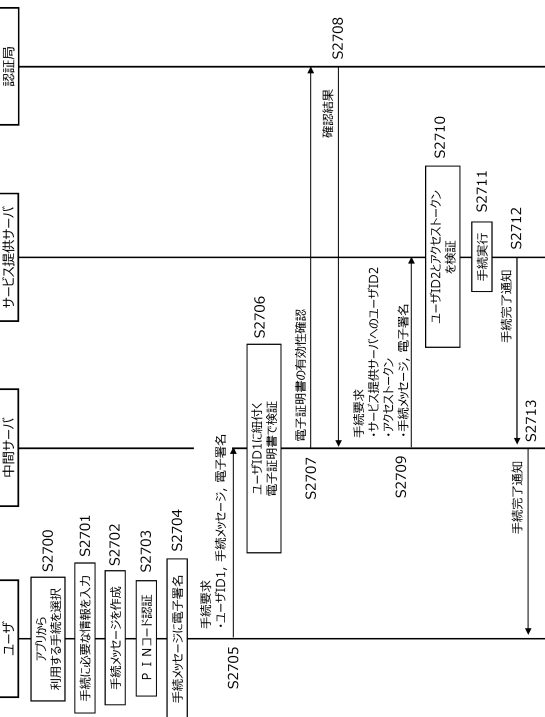 ユーザ
中間サーバ
サービス提供サーバ
認証局
アプリから
利用する手続を選択
S2700
手続に必要な情報を入力
S2701
手続メッセージを作成
S2702
ＰＩＮコード認証
S2703
手続メッセージに電子署名
S2704
手続要求
・ユーザID1, 手続メッセージ, 電子署名
S2705
ユーザID1に紐付く
電子証明書で検証
S2706
電子証明書の有効性確認
S2707
確認結果
S2708
手続要求
・サービス提供サーバへのユーザID2
・アクセストークン
・手続メッセージ, 電子署名
S2709
ユーザID2とアクセストークン
を検証
S2710
手続実行
S2711
手続完了通知
S2712
手続完了通知
S2713